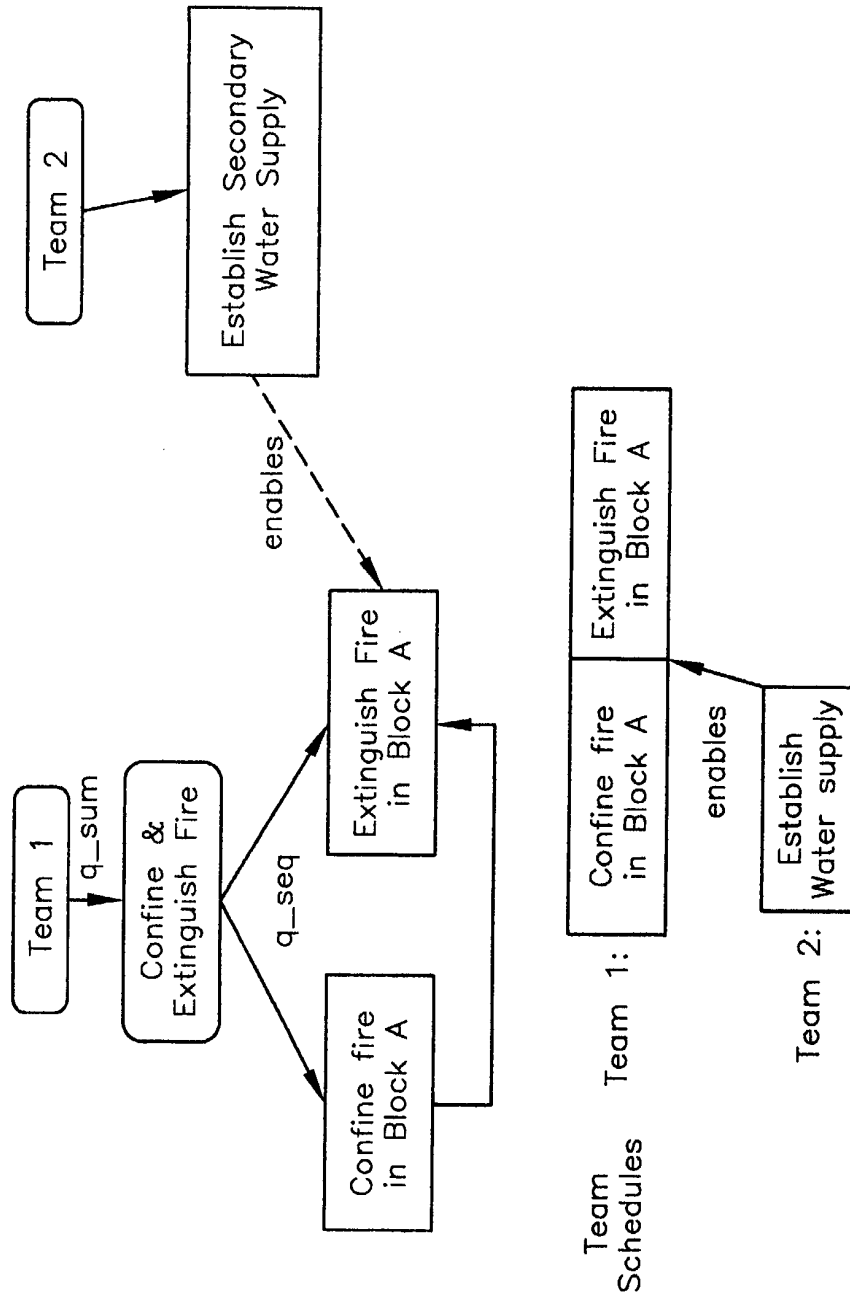 Team 1
q_sum
Confine &
Extinguish Fire
q_seq
Confine fire
in Block A
Extinguish Fire
in Block A
Team 2
Establish Secondary
Water Supply
enables
Team
Schedules
Team 1:
Confine fire
in Block A
Extinguish Fire
in Block A
enables
Team 2:
Establish
Water supply